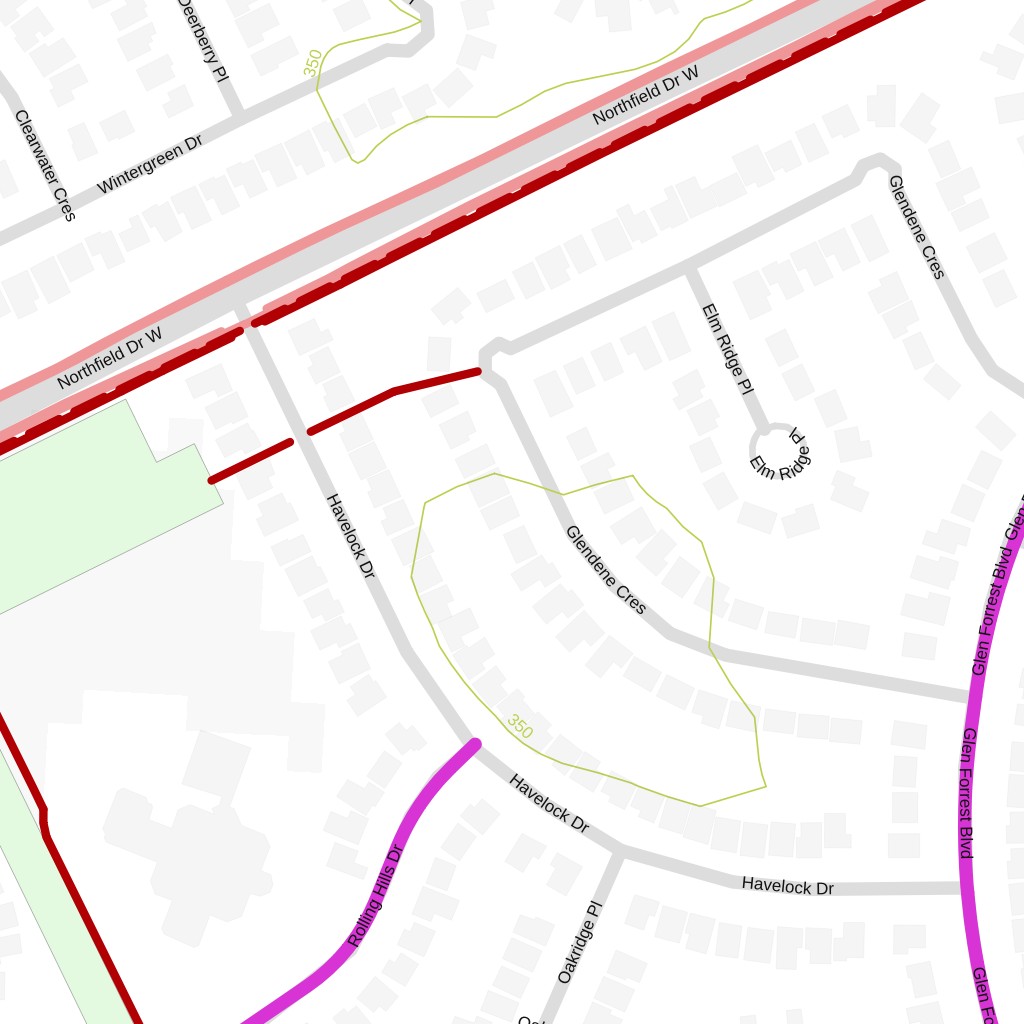 Deerberry Pl
350
Clearwater Cres
Wintergreen Dr
Northfield Dr W
Glendene Cres
Northfield Dr W
Elm Ridge Pl
Elm Ridge Pl
Havelock Dr
Glendene Cres
Glen Forrest Blvd
350
Glen Forrest Blvd
Havelock Dr
Rolling Hills Dr
Havelock Dr
Oakridge Pl